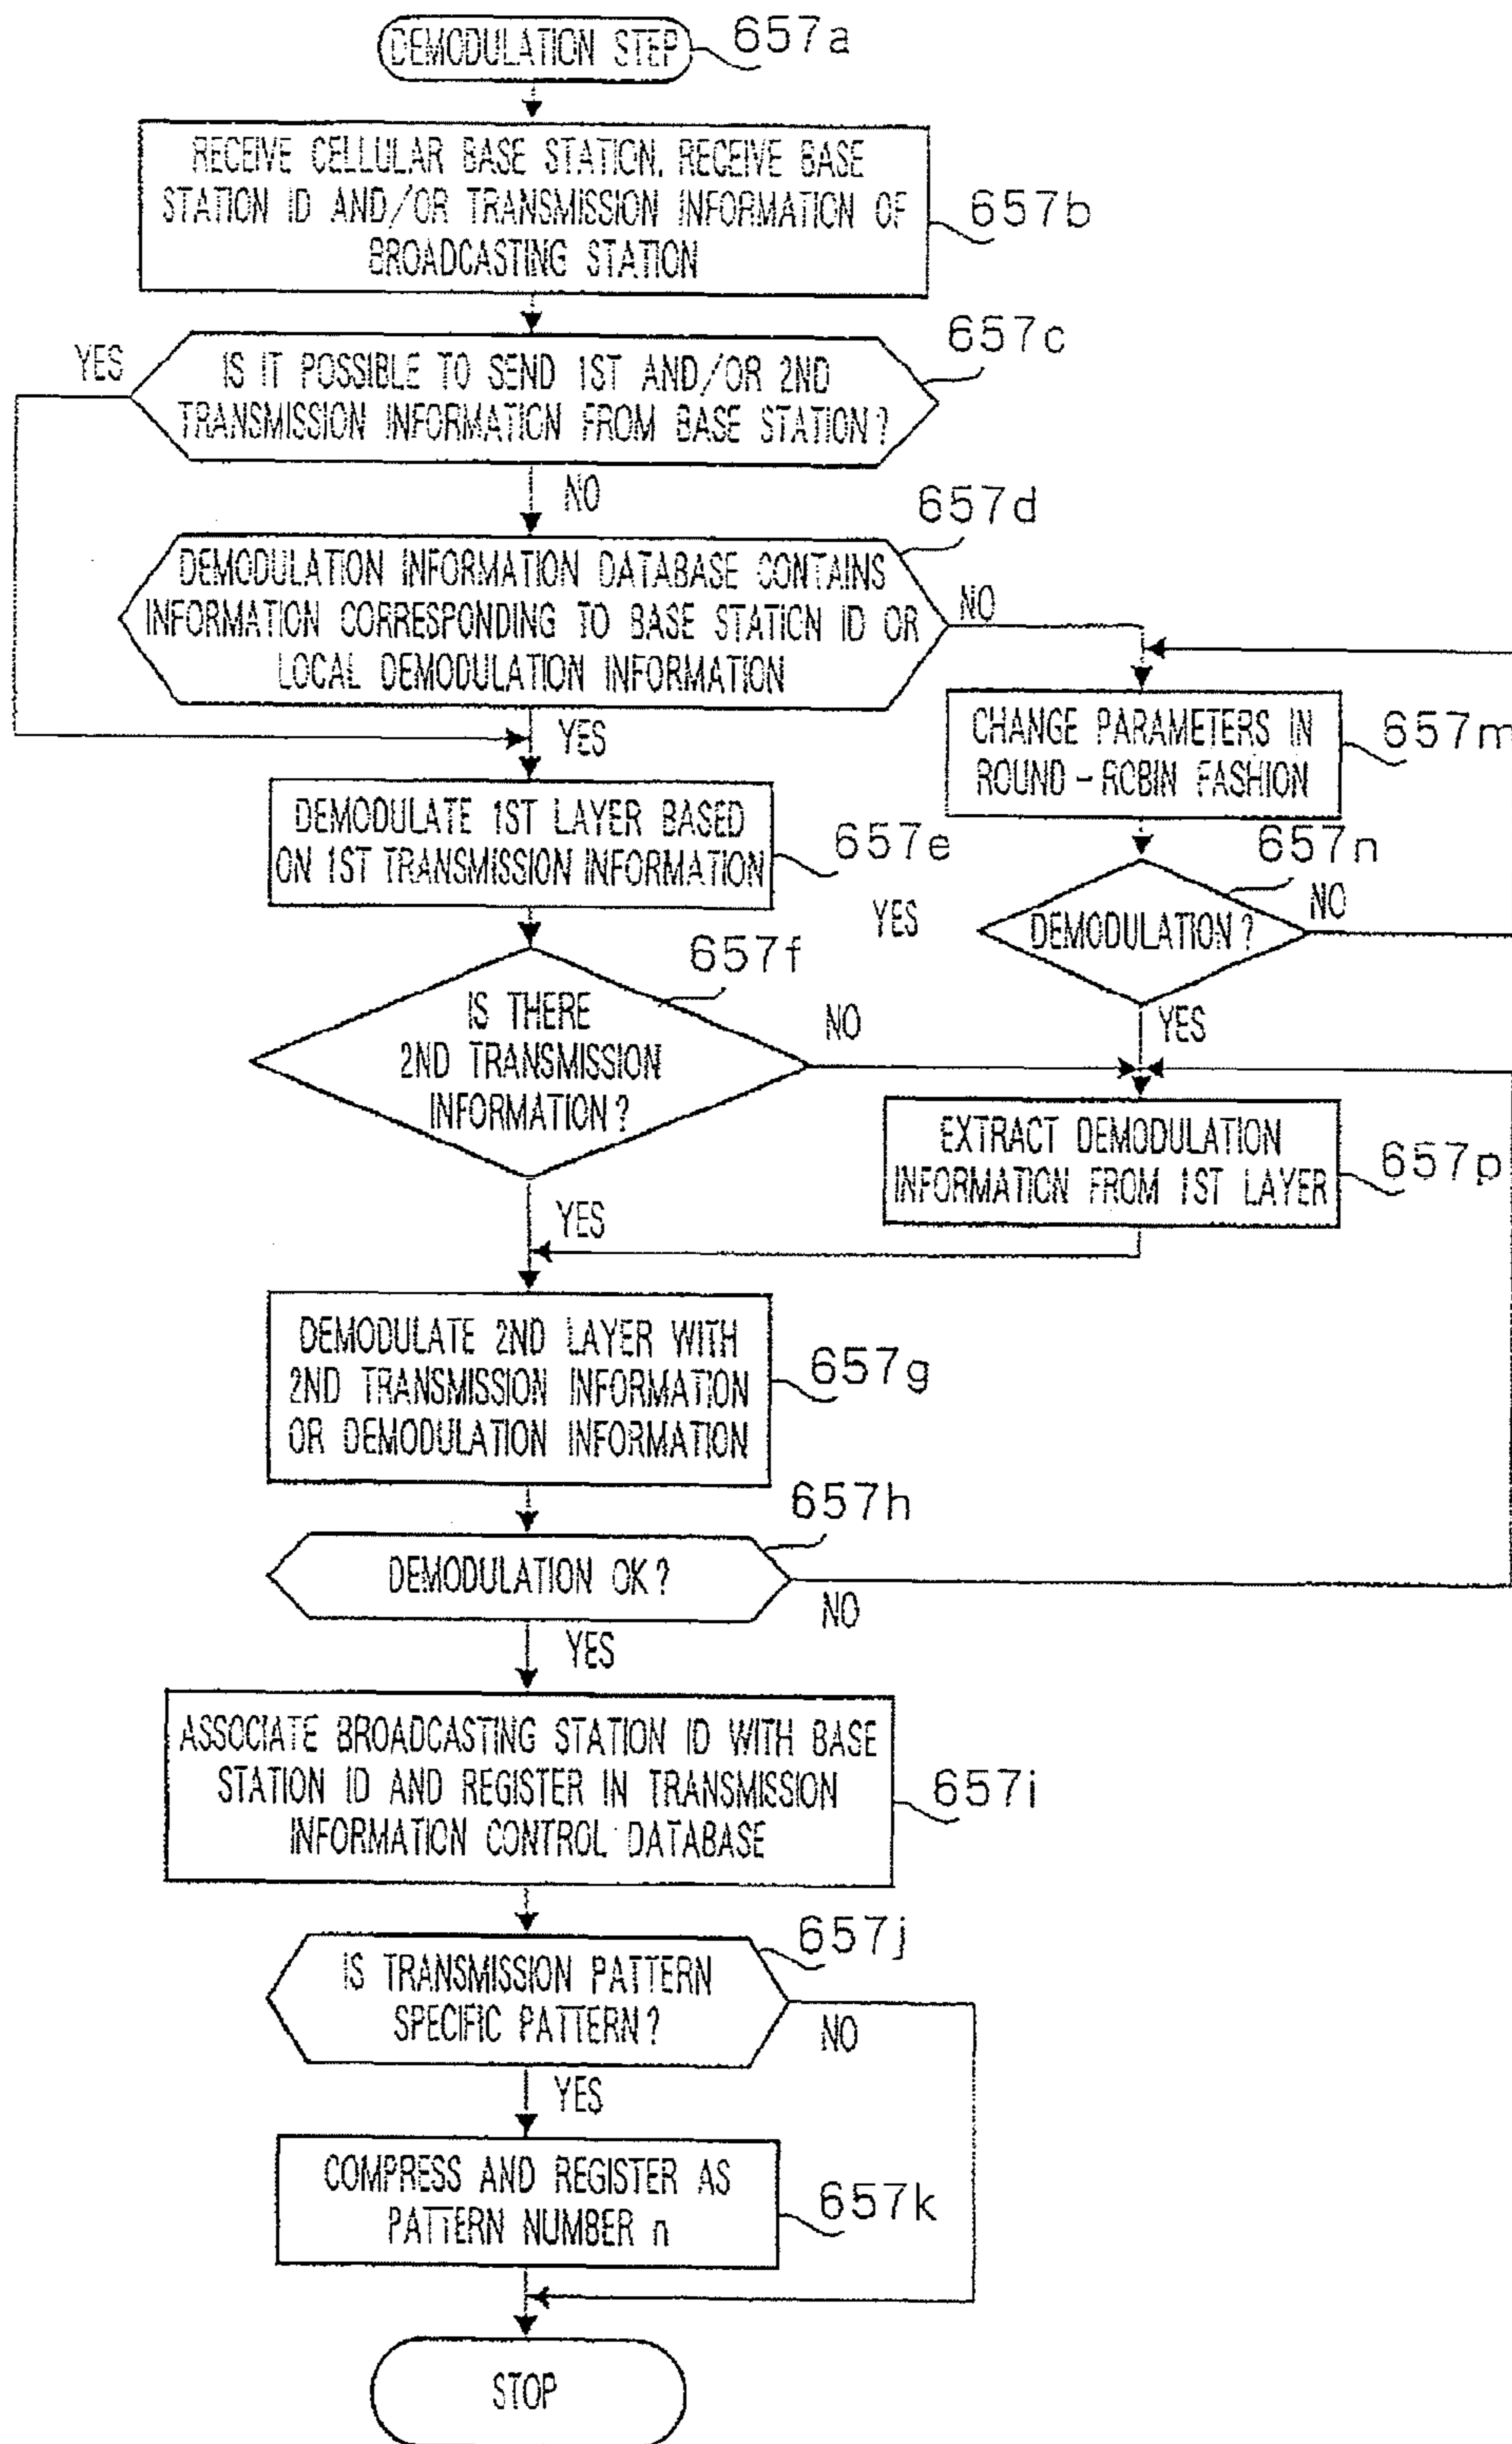 DEMODULATION STEP
657a
RECEIVE CELLULAR BASE STATION, RECEIVE BASE
STATION ID AND/OR TRANSMISSION INFORMATION OF
BROADCASTING STATION
657b
YES
IS IT POSSIBLE TO SEND 1ST AND/OR 2ND
TRANSMISSION INFORMATION FROM BASE STATION?
657c
NO
657d
DEMODULATION INFORMATION DATABASE CONTAINS
INFORMATION CORRESPONDING TO BASE STATION ID OR
LOCAL DEMODULATION INFORMATION
NO
YES
CHANGE PARAMETERS IN
ROUND-ROBIN FASHION
657m
DEMODULATE 1ST LAYER BASED
ON 1ST TRANSMISSION INFORMATION
657e
657n
YES
DEMODULATION?
NO
657f
IS THERE
2ND TRANSMISSION
INFORMATION?
NO
YES
EXTRACT DEMODULATION
INFORMATION FROM 1ST LAYER
657p
YES
DEMODULATE 2ND LAYER WITH
2ND TRANSMISSION INFORMATION
OR DEMODULATION INFORMATION
657g
657h
DEMODULATION OK?
NO
YES
ASSOCIATE BROADCASTING STATION ID WITH BASE
STATION ID AND REGISTER IN TRANSMISSION
INFORMATION CONTROL DATABASE
657i
657j
IS TRANSMISSION PATTERN
SPECIFIC PATTERN?
NO
YES
COMPRESS AND REGISTER AS
PATTERN NUMBER n
657k
STOP